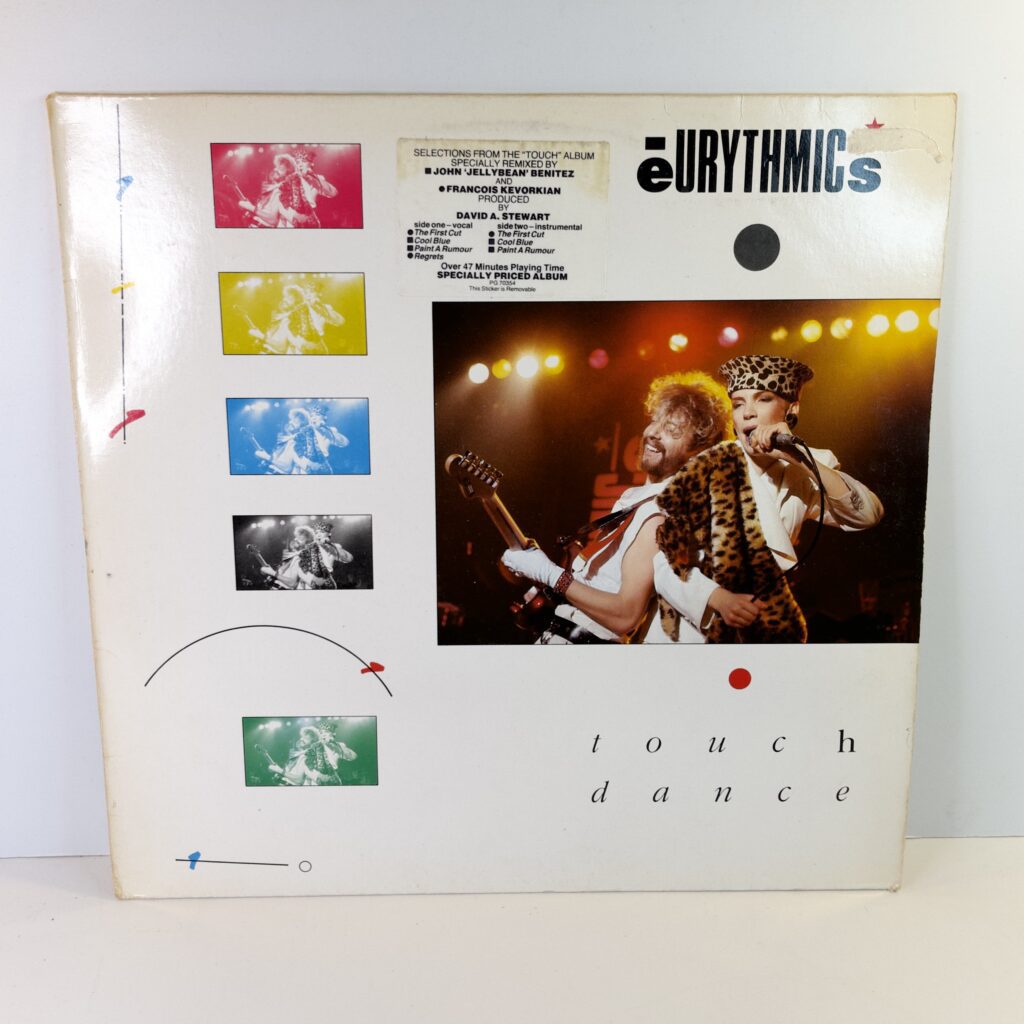 SELECTIONS FROM THE "TOUCH" ALBUM
SPECIALLY REMIXED BY
■ JOHN 'JELLYBEAN' BENITEZ
AND
● FRANCOIS KEVORKIAN
PRODUCED
BY
DAVID A. STEWART
side one – vocal
● The First Cut
■ Cool Blue
■ Paint A Rumour
● Regrets
side two – instrumental
● The First Cut
■ Cool Blue
■ Paint A Rumour
Over 47 Minutes Playing Time
SPECIALLY PRICED ALBUM
PG 70354
This Sticker is Removable
ēURYTHMICs
touch
dance